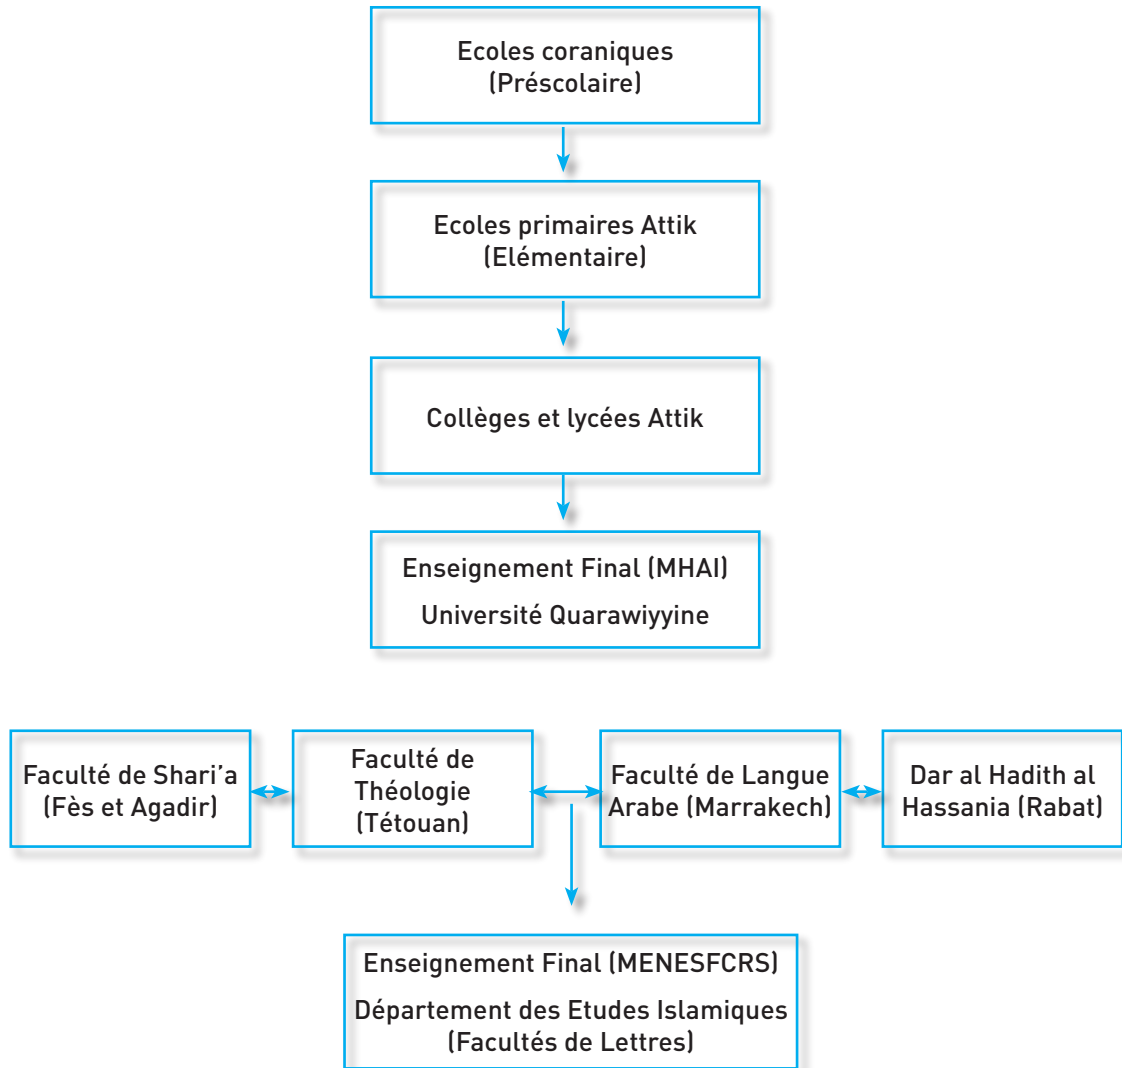 Ecoles coraniques
(Préscolaire)
Ecoles primaires Attik
(Elémentaire)
Collèges et lycées Attik
Enseignement Final (MHAI)
Université Quarawiyyine
Faculté de Shari’a
(Fès et Agadir)
Faculté de
Théologie
(Tétouan)
Faculté de Langue
Arabe (Marrakech)
Dar al Hadith al
Hassania (Rabat)
Enseignement Final (MENESFCRS)
Département des Etudes Islamiques
(Facultés de Lettres)